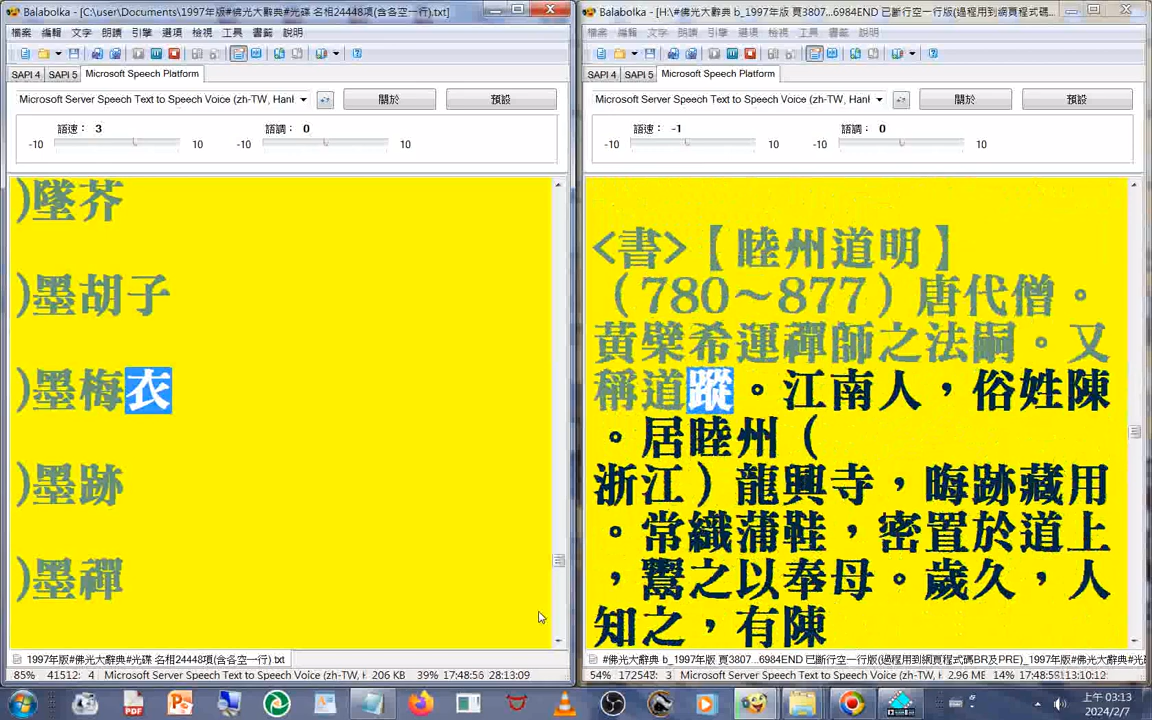 Balabolka - [C:\user\Documents\1997年版#佛光大辭典#光碟 名相24448項(含各空一行).txt]
檔案 編輯 文字 朗讀 引擎 選項 檢視 工具 書籤 說明
SAPI 4 SAPI 5 Microsoft Speech Platform
Microsoft Server Speech Text to Speech Voice (zh-TW, Hanl
關於 預設
語速： 3 語調： 0
-10 10 -10 10
)墜芥
)墨胡子
)墨梅衣
)墨跡
)墨禪
1997年版#佛光大辭典#光碟 名相24448項(含各空一行).txt
85% 41512: 4 Microsoft Server Speech Text to Speech Voice (zh-TW, H 206 KB 39% 17:48:56 28:13:09
Balabolka - [H:\#佛光大辭典 b_1997年版 頁3807...6984END 已斷行空一行版(過程用到網頁程式碼
檔案 編輯 文字 朗讀 引擎 選項 檢視 工具 書籤 說明
SAPI 4 SAPI 5 Microsoft Speech Platform
Microsoft Server Speech Text to Speech Voice (zh-TW, Hanl
關於 預設
語速： -1 語調： 0
-10 10 -10 10
<書>【睦州道明】
（780～877）唐代僧。
黃檗希運禪師之法嗣。又
稱道蹤。江南人，俗姓陳
。居睦州（
浙江）龍興寺，晦跡藏用
。常織蒲鞋，密置於道上
，鬻之以奉母。歲久，人
知之，有陳
#佛光大辭典 b_1997年版 頁3807...6984END 已斷行空一行版(過程用到網頁程式碼BR及PRE)_1997年版#光
54% 172548: 3 Microsoft Server Speech Text to Speech Voice (zh-TW, H 2.96 MB 14% 17:48:59
PDF
上午 03:13
2024/2/7